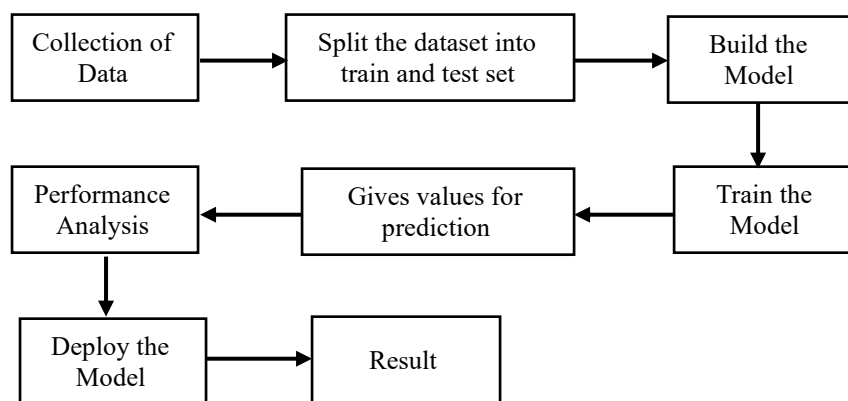 Collection of
Data
Split the dataset into
train and test set
Build the
Model
Train the
Model
Gives values for
prediction
Performance
Analysis
Deploy the
Model
Result